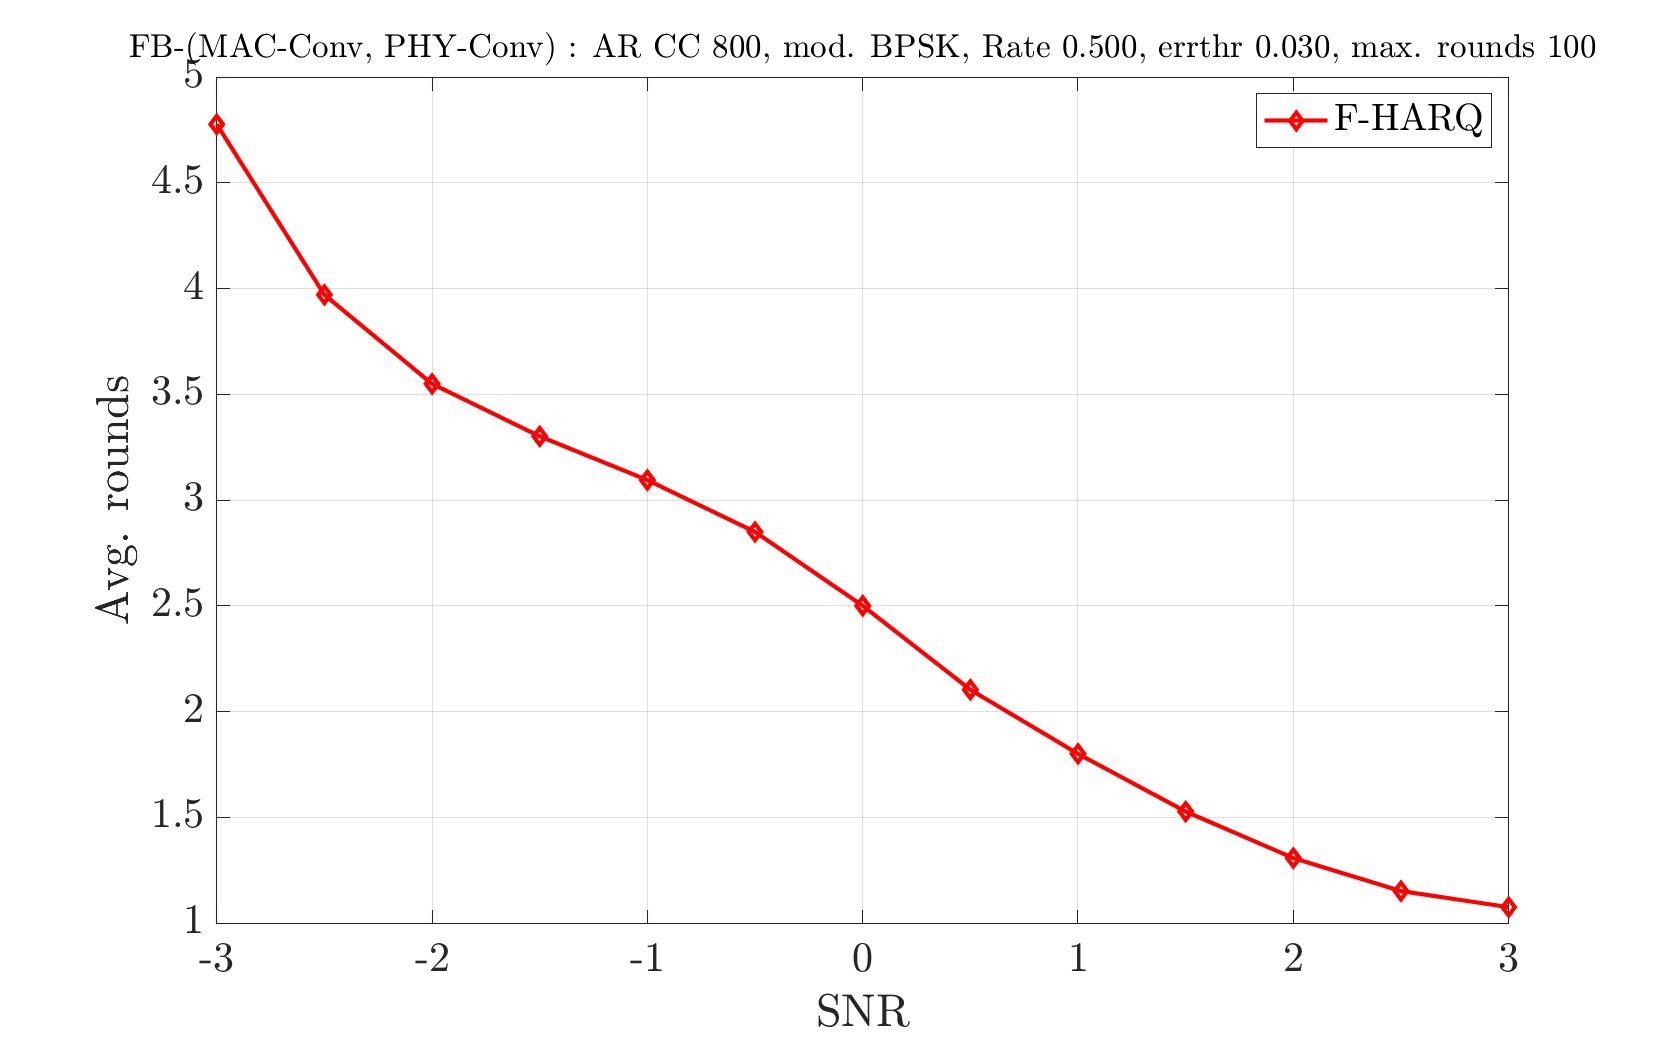 FB-(MAC-Conv, PHY-Conv) : AR CC 800, mod. BPSK, Rate 0.500, errthr 0.030, max. rounds 100
F-HARQ
5
4.5
4
3.5
3
2.5
2
1.5
1
Avg. rounds
-3 -2 -1 0 1 2 3
SNR